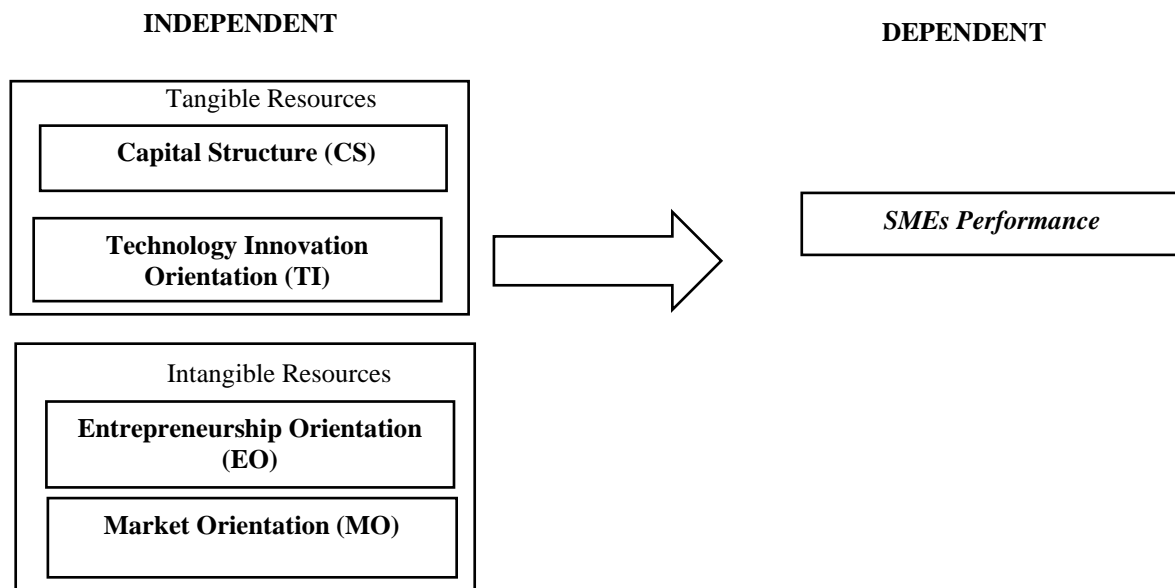 INDEPENDENT
DEPENDENT
Tangible Resources
Capital Structure (CS)
Technology Innovation
Orientation (TI)
SMEs Performance
Intangible Resources
Entrepreneurship Orientation
(EO)
Market Orientation (MO)